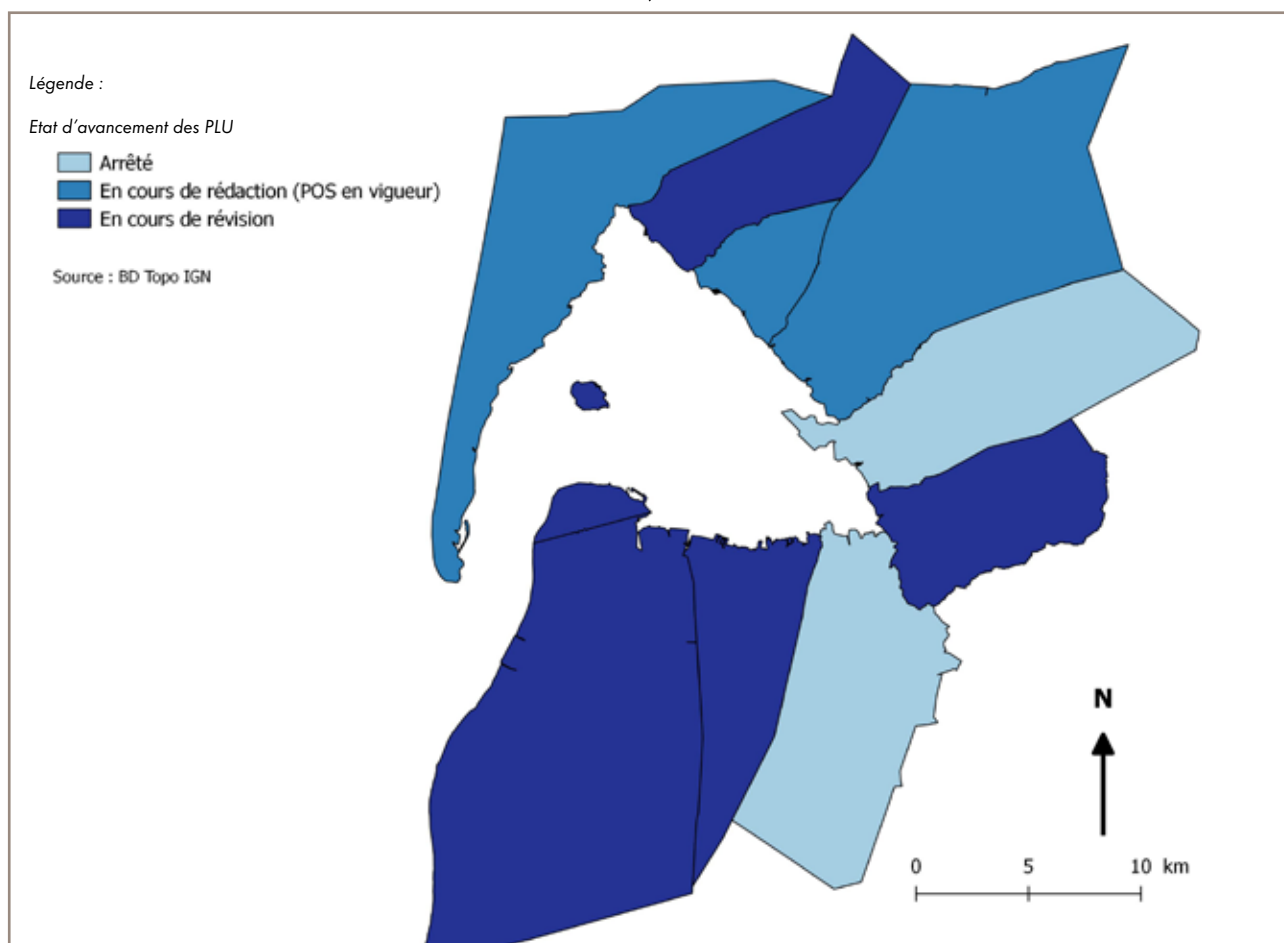 Légende :
Etat d'avancement des PLU
Arrêté
En cours de rédaction (POS en vigueur)
En cours de révision
Source : BD Topo IGN
N
0 5 10 km